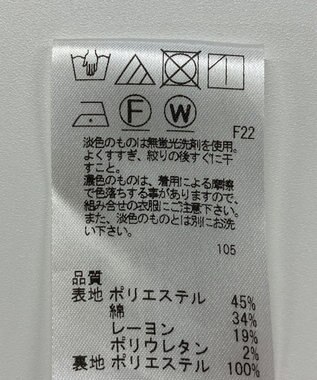 F W
F22
淡色のものは無蛍光洗剤を使用。
よくすすぎ、絞りの後すぐに干
すこと。
濃色のものは、着用による摩擦
で色落ちする事がありますので、
組み合せの衣服にご注意下さい。
また、淡色のものとは別にお洗
い下さい。
105
品質
表地 ポリエステル 45%
綿 34%
レーヨン 19%
ポリウレタン 2%
裏地 ポリエステル 100%